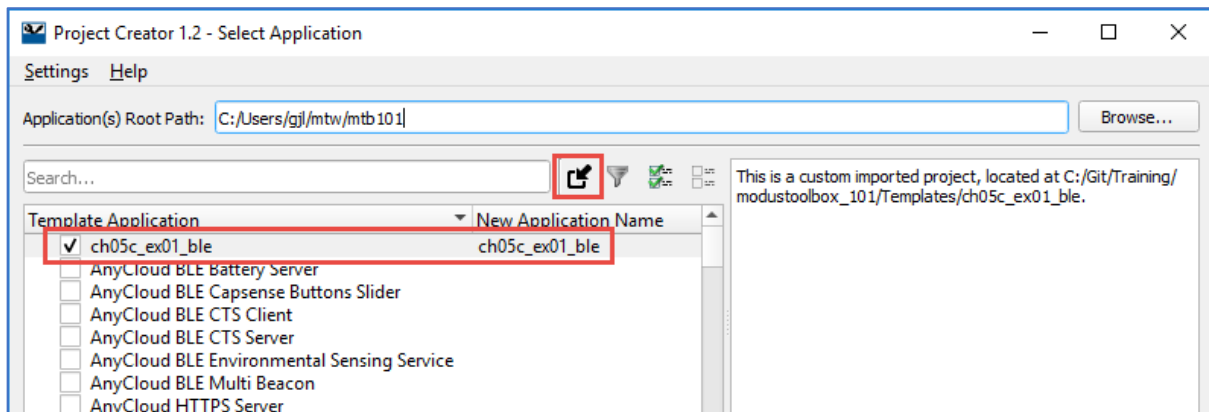 Project Creator 1.2 - Select Application
Settings Help
Application(s) Root Path: C:/Users/gjl/mtw/mtb101
Browse...
Search...
Template Application New Application Name
ch05c_ex01_ble ch05c_ex01_ble
AnyCloud BLE Battery Server
AnyCloud BLE Capsense Buttons Slider
AnyCloud BLE CTS Client
AnyCloud BLE CTS Server
AnyCloud BLE Environmental Sensing Service
AnyCloud BLE Multi Beacon
AnyCloud HTTPS Server
This is a custom imported project, located at C:/Git/Training/
modustoolbox_101/Templates/ch05c_ex01_ble.